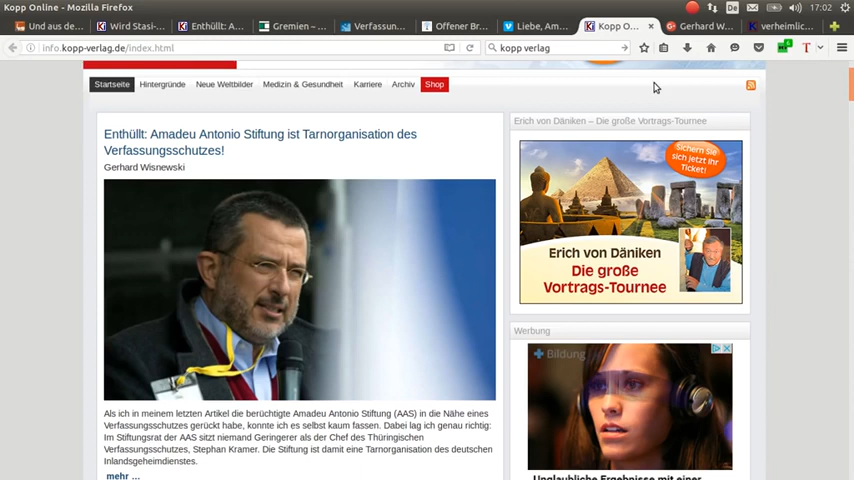 Kopp Online - Mozilla Firefox
De
17:02
Und aus de...
Wird Stasi-...
Enthüllt: A...
Gremien – ...
Verfassun...
Offener Br...
Liebe, Am...
Kopp O...
Gerhard W...
verheimlic...
info.kopp-verlag.de/index.html
kopp verlag
Startseite
Hintergründe
Neue Weltbilder
Medizin & Gesundheit
Karriere
Archiv
Shop
Enthüllt: Amadeu Antonio Stiftung ist Tarnorganisation des
Verfassungsschutzes!
Gerhard Wisnewski
Als ich in meinem letzten Artikel die berüchtigte Amadeu Antonio Stiftung (AAS) in die Nähe eines
Verfassungsschutzes gerückt habe, konnte ich es selbst kaum fassen. Dabei lag ich genau richtig:
Im Stiftungsrat der AAS sitzt niemand Geringerer als der Chef des Thüringischen
Verfassungsschutzes, Stephan Kramer. Die Stiftung ist damit eine Tarnorganisation des deutschen
Inlandsgeheimdienstes.
mehr ...
Erich von Däniken – Die große Vortrags-Tournee
Sichern Sie
sich jetzt Ihr
Ticket!
Erich von Däniken
Die große
Vortrags-Tournee
Werbung
Bildung
Unglaubliche Ergebnisse mit einer